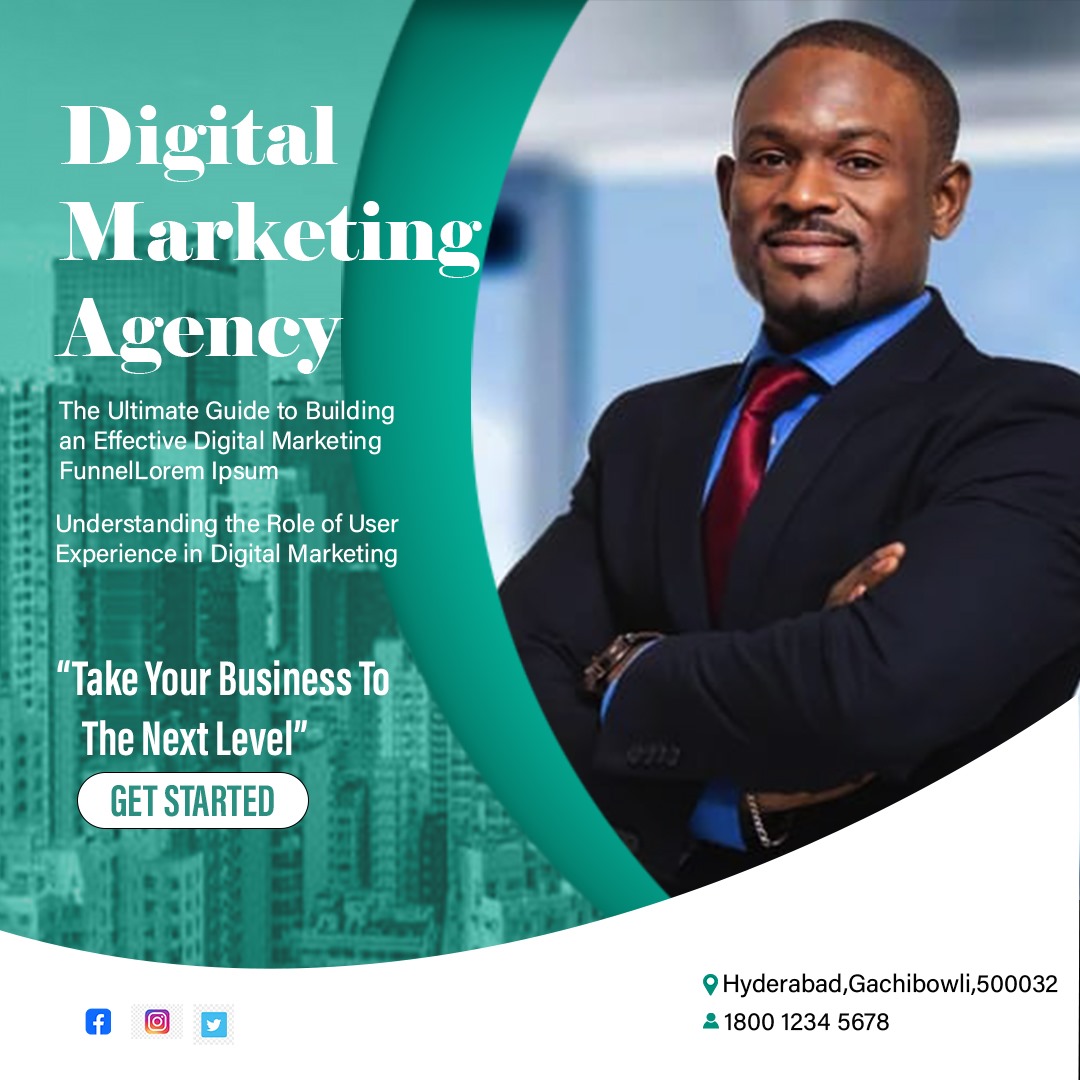 Digital
Marketing
Agency
The Ultimate Guide to Building
an Effective Digital Marketing
FunnelLorem Ipsum
Understanding the Role of User
Experience in Digital Marketing
“Take Your Business To
The Next Level”
GET STARTED
Hyderabad,Gachibowli,500032
1800 1234 5678